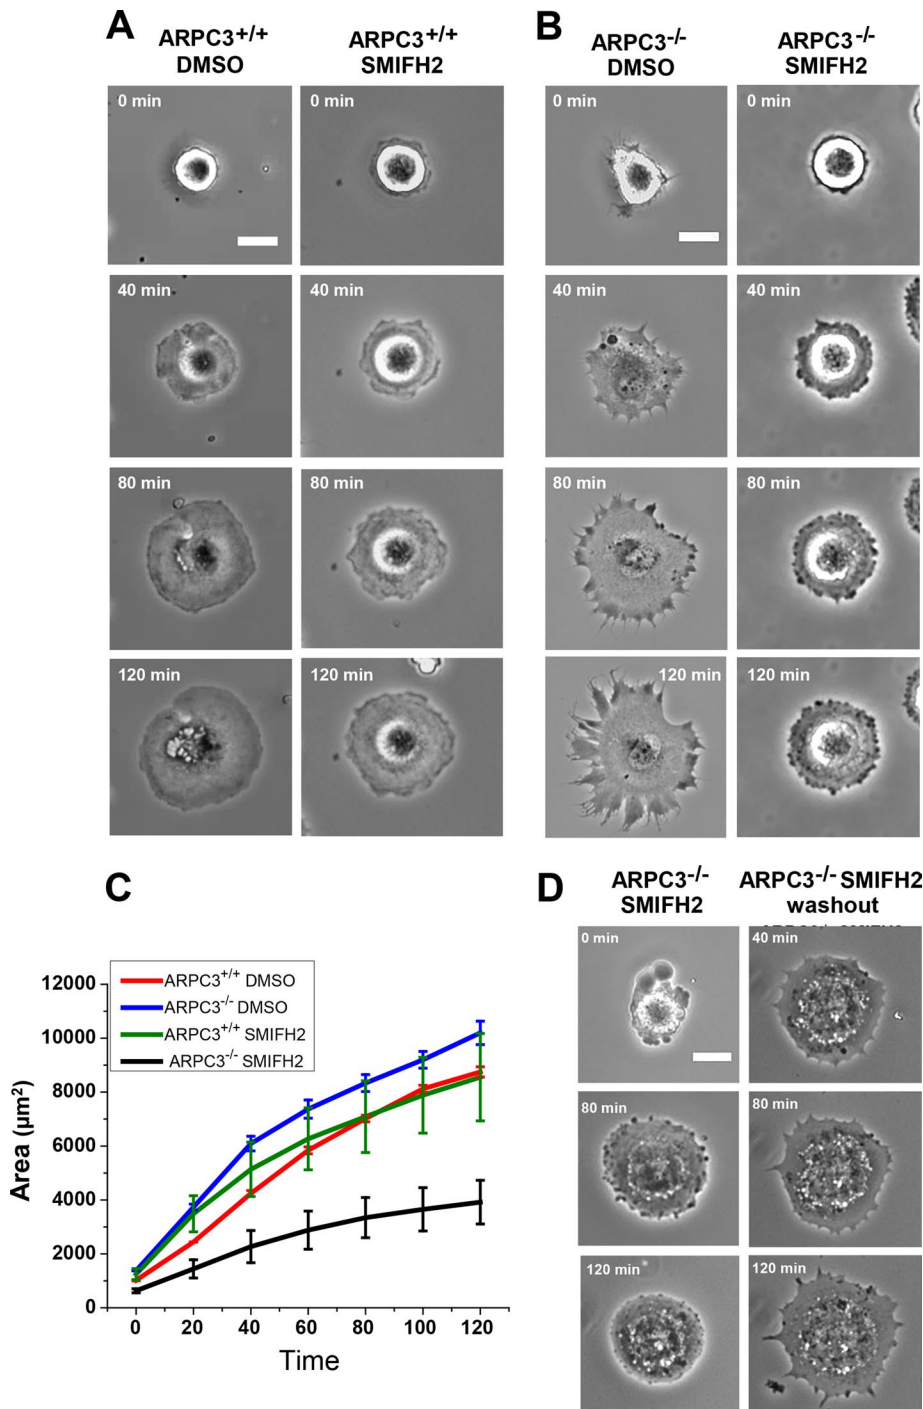 A
ARPC3+/+
DMSO
ARPC3+/+
SMIFH2
B
ARPC3-/-
DMSO
ARPC3-/-
SMIFH2
0 min
0 min
0 min
0 min
40 min
40 min
40 min
40 min
80 min
80 min
80 min
80 min
120 min
120 min
120 min
120 min
C
12000
10000
8000
6000
4000
2000
0
Area (µm²)
ARPC3+/+ DMSO
ARPC3-/- DMSO
ARPC3+/+ SMIFH2
ARPC3-/- SMIFH2
0 20 40 60 80 100 120
Time
D
ARPC3-/-
SMIFH2
ARPC3-/- SMIFH2
washout
0 min
40 min
80 min
80 min
120 min
120 min